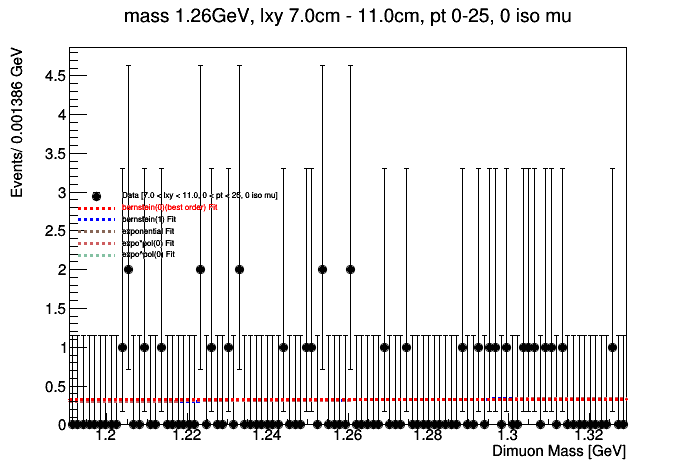 mass 1.26GeV, lxy 7.0cm - 11.0cm, pt 0-25, 0 iso mu
Events/ 0.001386 GeV
4.5
4
3.5
3
2.5
2
1.5
1
0.5
0
Data [7.0 < lxy < 11.0, 0 < pt < 25, 0 iso mu]
bernstein(0)(best order) Fit
bernstein(1) Fit
exponential Fit
expo*pol(0) Fit
expo*pol(0) Fit
1.2 1.22 1.24 1.26 1.28 1.3 1.32
Dimuon Mass [GeV]